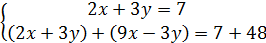 2x + 3y = 7
(2x + 3y) + (9x − 3y) = 7 + 48